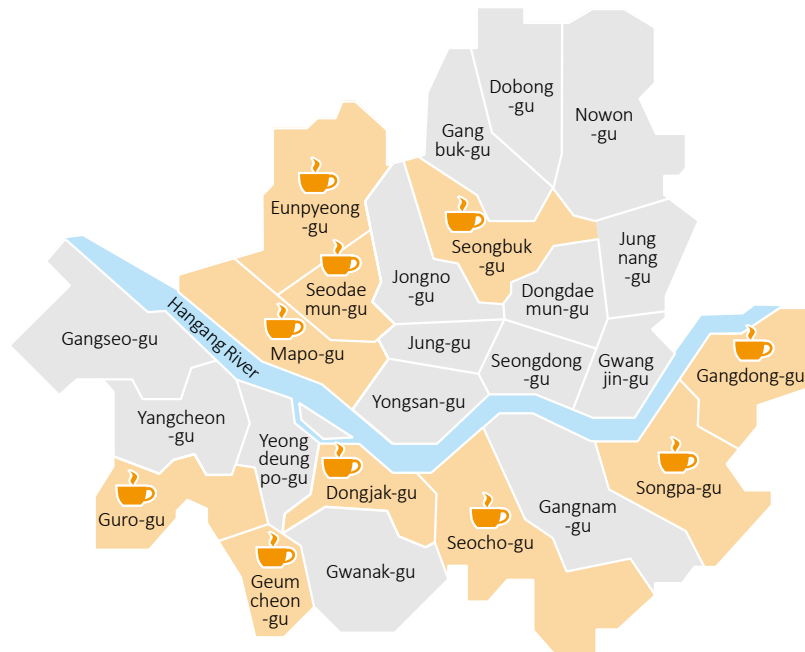 Dobong
-gu
Nowon
-gu
Gang
buk-gu
Eunpyeong
-gu
Seongbuk
-gu
Jung
nang-gu
Jongno
-gu
Seodae
mun-gu
Dongdae
mun-gu
Hangang River
Gangseo-gu
Mapo-gu
Jung-gu
Seongdong
-gu
Gwang
jin-gu
Gangdong-gu
Yongsan-gu
Yangcheon
-gu
Yeong
deung
po-gu
Dongjak-gu
Songpa-gu
Guro-gu
Gangnam
-gu
Seocho-gu
Geum
cheon
-gu
Gwanak-gu